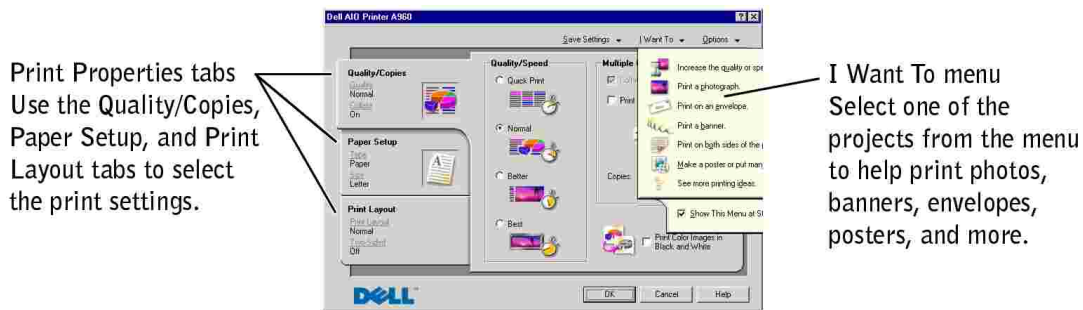 Print Properties tabs
Use the Quality/Copies,
Paper Setup, and Print
Layout tabs to select
the print settings.
Dell AIO Printer A960
Save Settings
I Want To
Options
Quality/Copies
Quality
Normal
Collate
On
Paper Setup
Type
Paper
Size
Letter
Print Layout
Print Layout
Normal
Two-Sided
Off
Quality/Speed
Quick Print
Normal
Better
Best
Multiple
Print
Copies:
Print Color Images in
Black and White
Increase the quality or spe
Print a photograph.
Print on an envelope.
Print a banner.
Print on both sides of the
Make a poster or put man
See more printing ideas.
Show This Menu at St
DELL
OK
Cancel
Help
I Want To menu
Select one of the
projects from the menu
to help print photos,
banners, envelopes,
posters, and more.